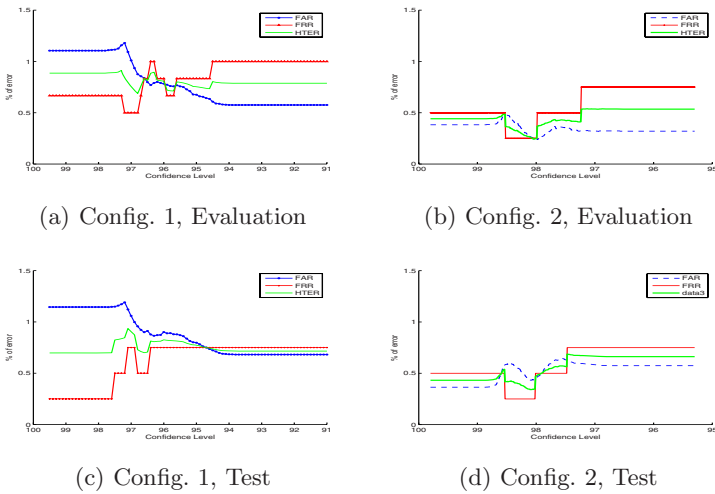 1.5
1
0.5
0
% of error
FAR
FRR
HTER
100 99 98 97 96 95 94 93 92 91
Confidence Level
(a) Config. 1, Evaluation
1.5
1
0.5
0
% of error
FAR
FRR
HTER
100 99 98 97 96 95
Confidence Level
(b) Config. 2, Evaluation
1.5
1
0.5
0
% of error
FAR
FRR
HTER
100 99 98 97 96 95 94 93 92 91
Confidence Level
(c) Config. 1, Test
1.5
1
0.5
0
% of error
FAR
FRR
data3
100 99 98 97 96 95
Confidence Level
(d) Config. 2, Test